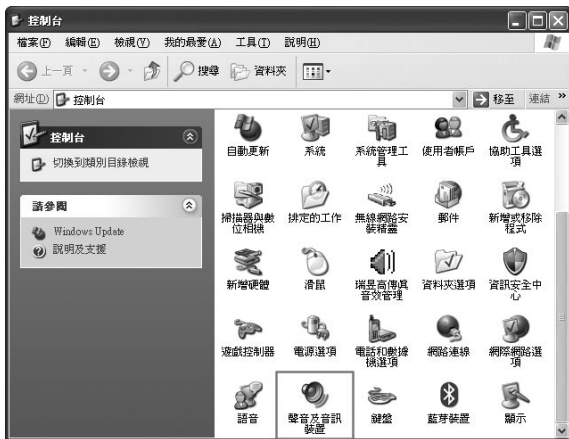 控制台
檔案(F) 編輯(E) 檢視(V) 我的最愛(A) 工具(T) 說明(H)
上一頁 搜尋 資料夾
網址(D) 控制台 移至 連結 »
控制台
切換到類別目錄檢視
請參閱
Windows Update
說明及支援
自動更新 系統 系統管理工具 使用者帳戶 協助工具選項
掃描器與數位相機 排定的工作 無線網路安裝精靈 郵件 新增或移除程式
新增硬體 滑鼠 瑞昱高傳真音效管理 資料夾選項 資訊安全中心
遊戲控制器 電源選項 電話和數據機選項 網路連線 網際網路選項
語音 聲音及音訊裝置 鍵盤 藍芽裝置 顯示